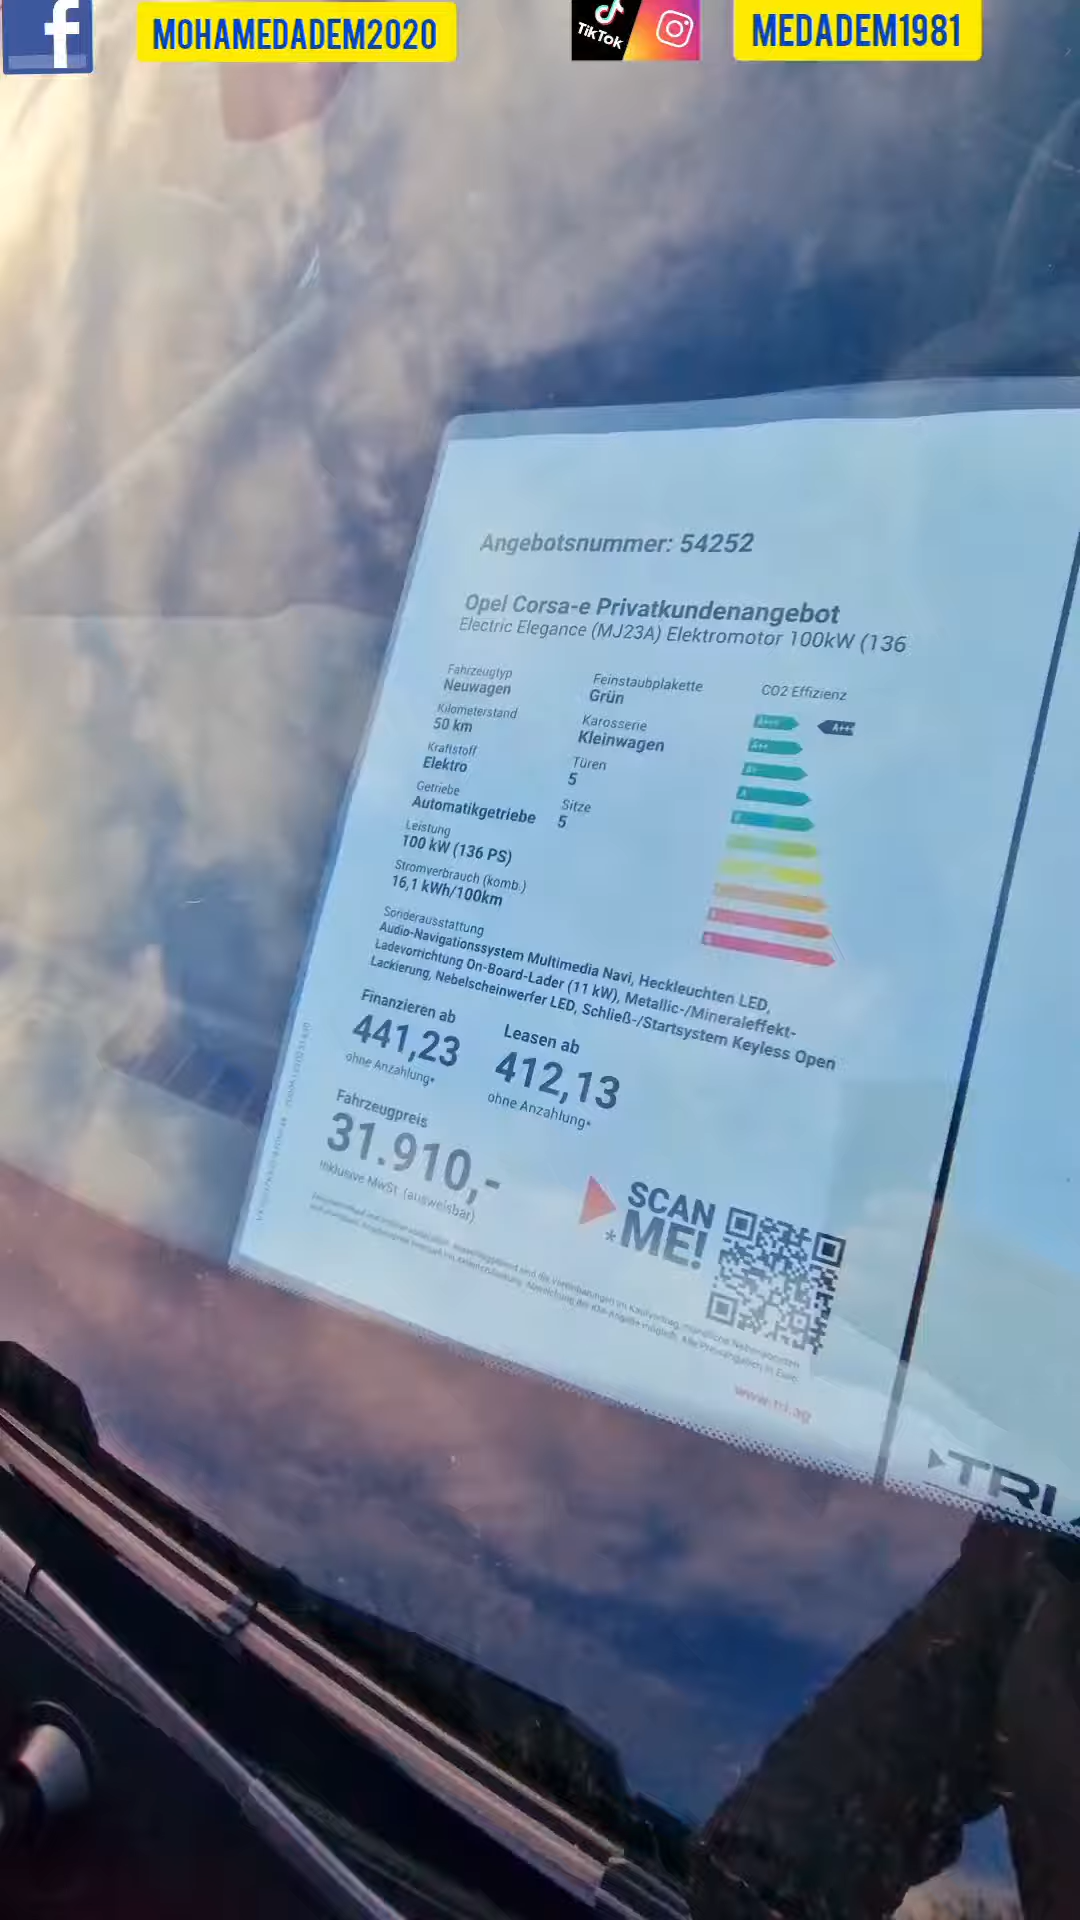 MOHAMEDADEM2020
TikTok
MEDADEM1981
Angebotsnummer: 54252
Opel Corsa-e Privatkundenangebot
Electric Elegance (MJ23A) Elektromotor 100kW (136
Fahrzeugtyp
Neuwagen
Kilometerstand
50 km
Kraftstoff
Elektro
Getriebe
Automatikgetriebe
Leistung
100 kW (136 PS)
Stromverbrauch (komb.)
16,1 kWh/100km
Feinstaubplakette
Grün
Karosserie
Kleinwagen
Türen
5
Sitze
5
CO2 Effizienz
A+++
A++
A+
A
A+++
Sonderausstattung
Audio-Navigationssystem Multimedia Navi, Heckleuchten LED,
Ladevorrichtung On-Board-Lader (11 kW), Metallic-/Mineraleffekt-
Lackierung, Nebelscheinwerfer LED, Schließ-/Startsystem Keyless Open
Finanzieren ab
441,23
ohne Anzahlung*
Leasen ab
412,13
ohne Anzahlung*
Fahrzeugpreis
31.910,-
Inklusive MwSt. (ausweisbar)
SCAN
*ME!
www.tri.ag
TRI